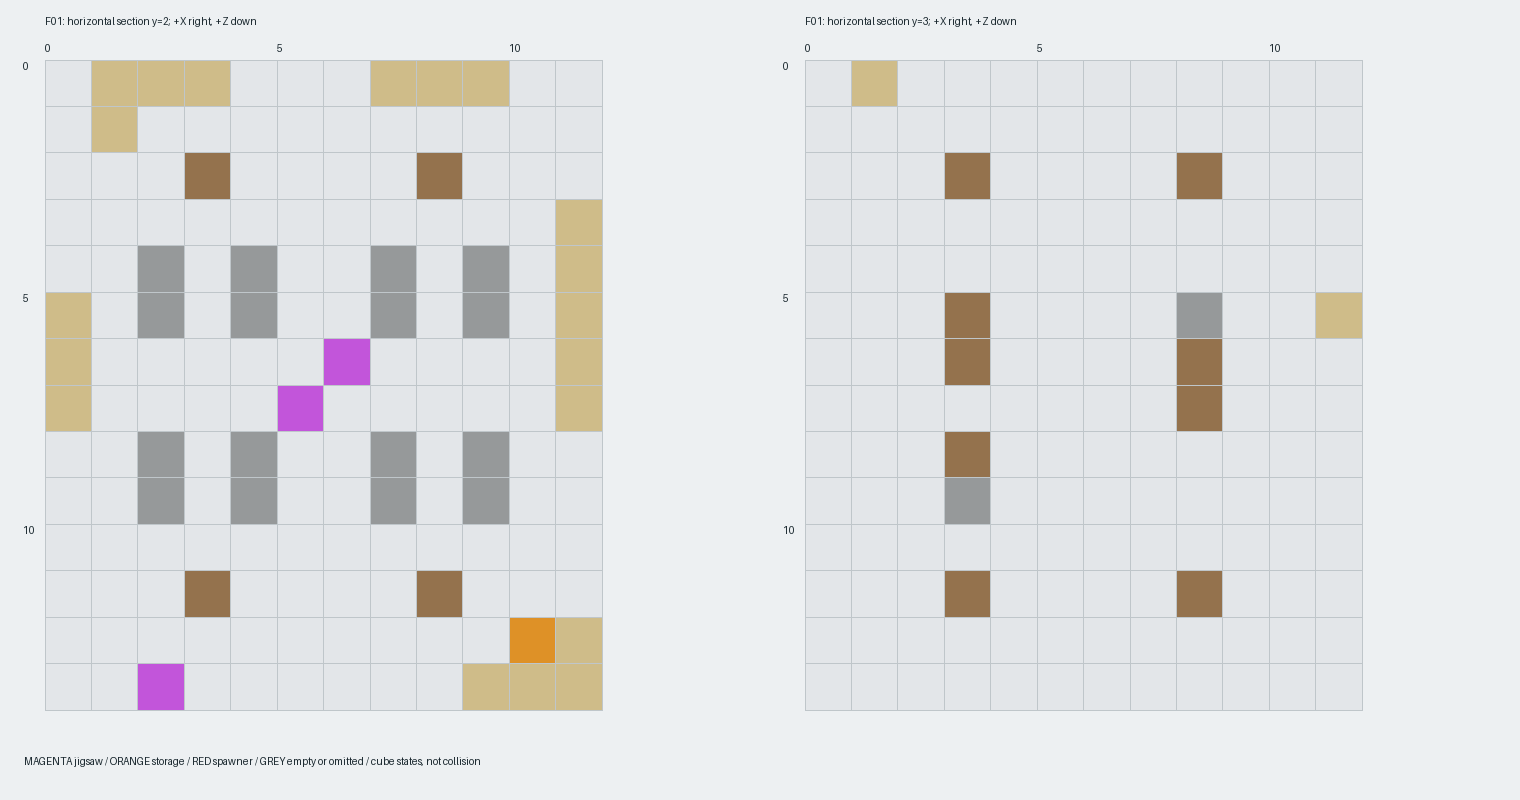 F01: horizontal section y=2; +X right, +Z down
F01: horizontal section y=3; +X right, +Z down
0 5 10
0 5 10
0
0
5
5
10
10
MAGENTA jigsaw / ORANGE storage / RED spawner / GREY empty or omitted / cube states, not collision